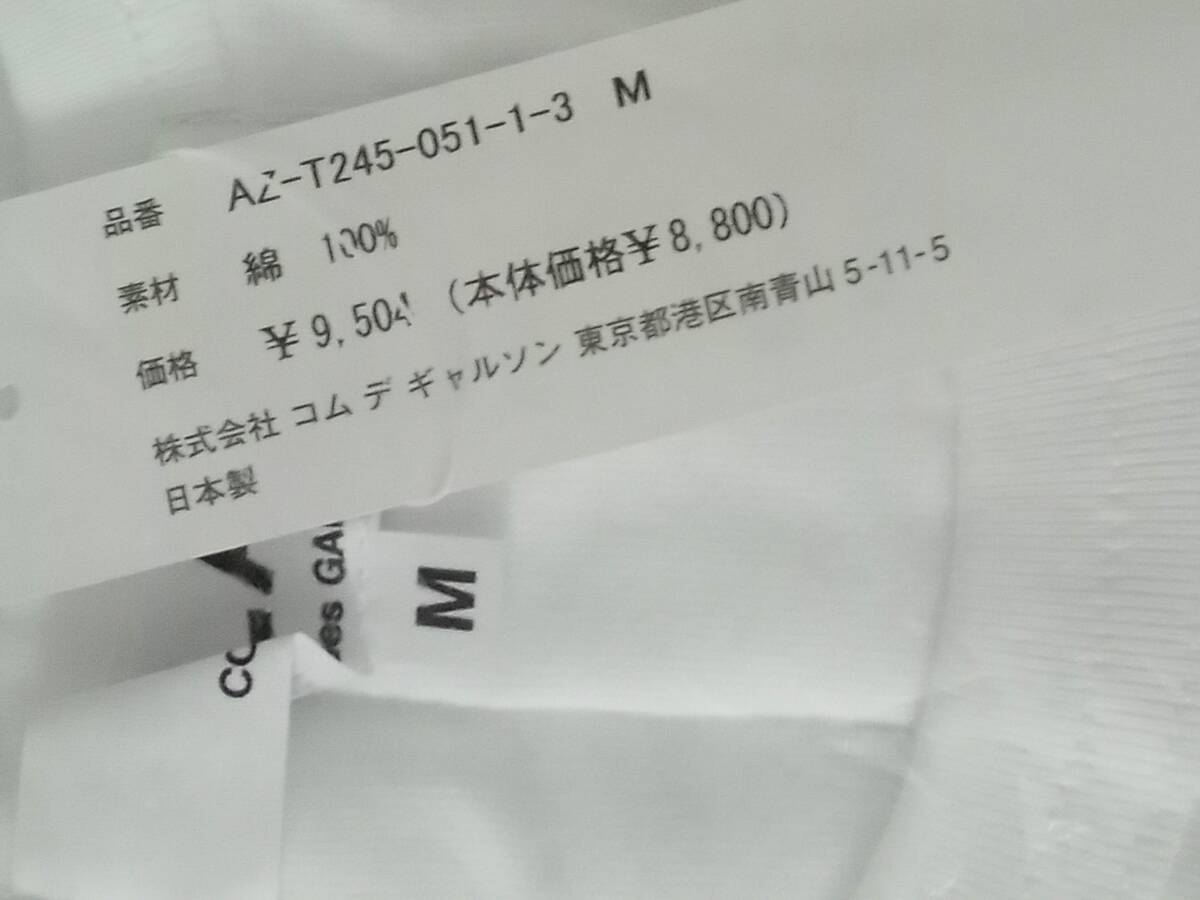 品番 AZ-T245-051-1-3 M
素材 綿 100%
価格 ¥9,504 (本体価格¥8,800)
株式会社 コム デ ギャルソン 東京都港区南青山 5-11-5
日本製
M